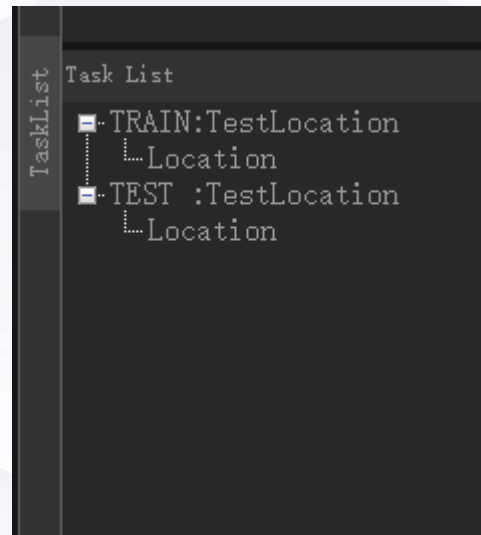 TaskList
Task List
TRAIN:TestLocation
Location
TEST :TestLocation
Location